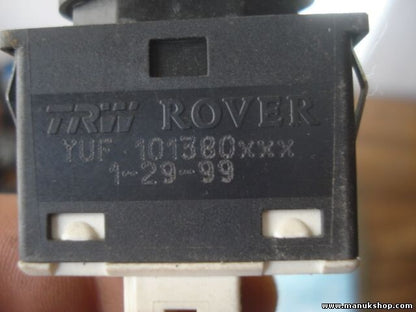 TRW ROVER
YUF 101380xxx
1-29-99
www.manukshop.com